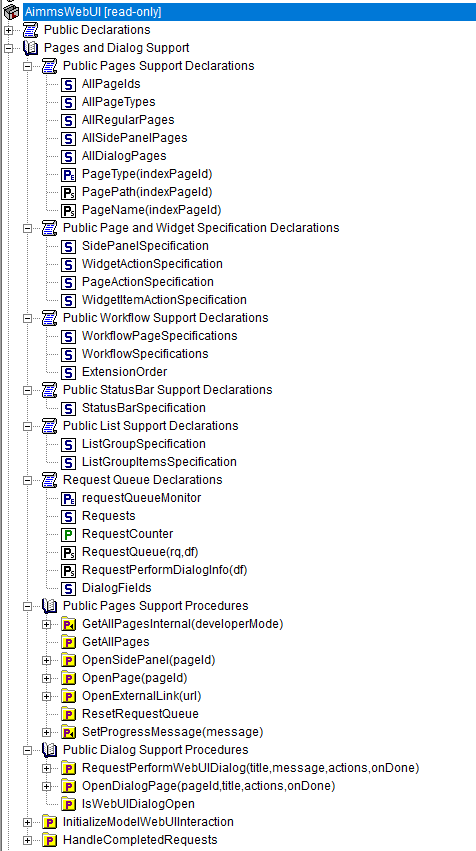 AimmsWebUI [read-only]
Public Declarations
Pages and Dialog Support
Public Pages Support Declarations
AllPageIds
AllPageTypes
AllRegularPages
AllSidePanelPages
AllDialogPages
PageType(indexPageId)
PagePath(indexPageId)
PageName(indexPageId)
Public Page and Widget Specification Declarations
SidePanelSpecification
WidgetActionSpecification
PageActionSpecification
WidgetItemActionSpecification
Public Workflow Support Declarations
WorkflowPageSpecifications
WorkflowSpecifications
ExtensionOrder
Public StatusBar Support Declarations
StatusBarSpecification
Public List Support Declarations
ListGroupSpecification
ListGroupItemsSpecification
Request Queue Declarations
requestQueueMonitor
Requests
RequestCounter
RequestQueue(rq,df)
RequestPerformDialogInfo(df)
DialogFields
Public Pages Support Procedures
GetAllPagesInternal(developerMode)
GetAllPages
OpenSidePanel(pageId)
OpenPage(pageId)
OpenExternalLink(url)
ResetRequestQueue
SetProgressMessage(message)
Public Dialog Support Procedures
RequestPerformWebUIDialog(title,message,actions,onDone)
OpenDialogPage(pageId,title,actions,onDone)
IsWebUIDialogOpen
InitializeModelWebUIInteraction
HandleCompletedRequests